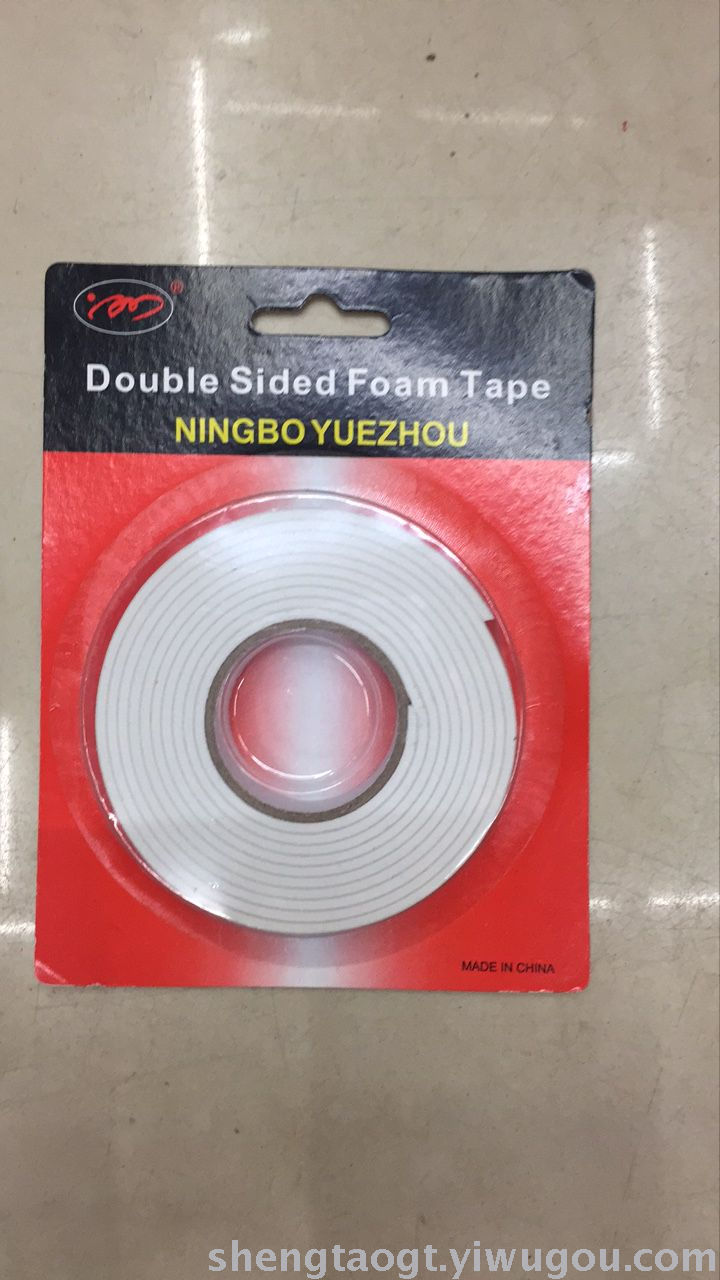 ®
Double Sided Foam Tape
NINGBO YUEZHOU
MADE IN CHINA
shengtaogt.yiwugou.com